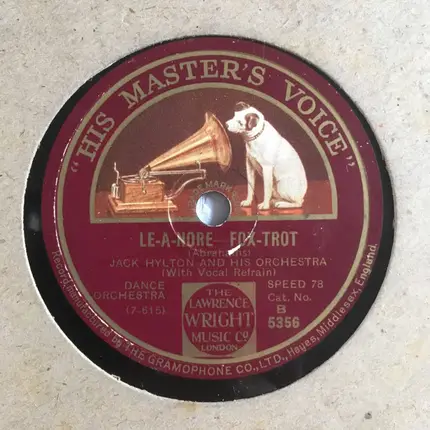 "HIS MASTER'S VOICE"
LE-A-NORE FOX-TROT
(Abrahams)
JACK HYLTON AND HIS ORCHESTRA
(With Vocal Refrain)
DANCE
ORCHESTRA
(7-615)
THE
LAWRENCE
WRIGHT
MUSIC CO
LONDON
SPEED 78
Cat. No.
B
5356
Record Manufactured by THE GRAMOPHONE CO., LTD., Hayes, Middlesex, England.